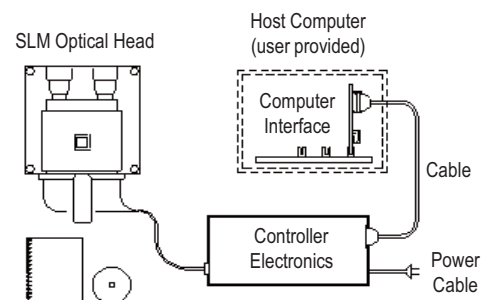 SLM Optical Head
Host Computer
(user provided)
Computer
Interface
Cable
Controller
Electronics
Power
Cable